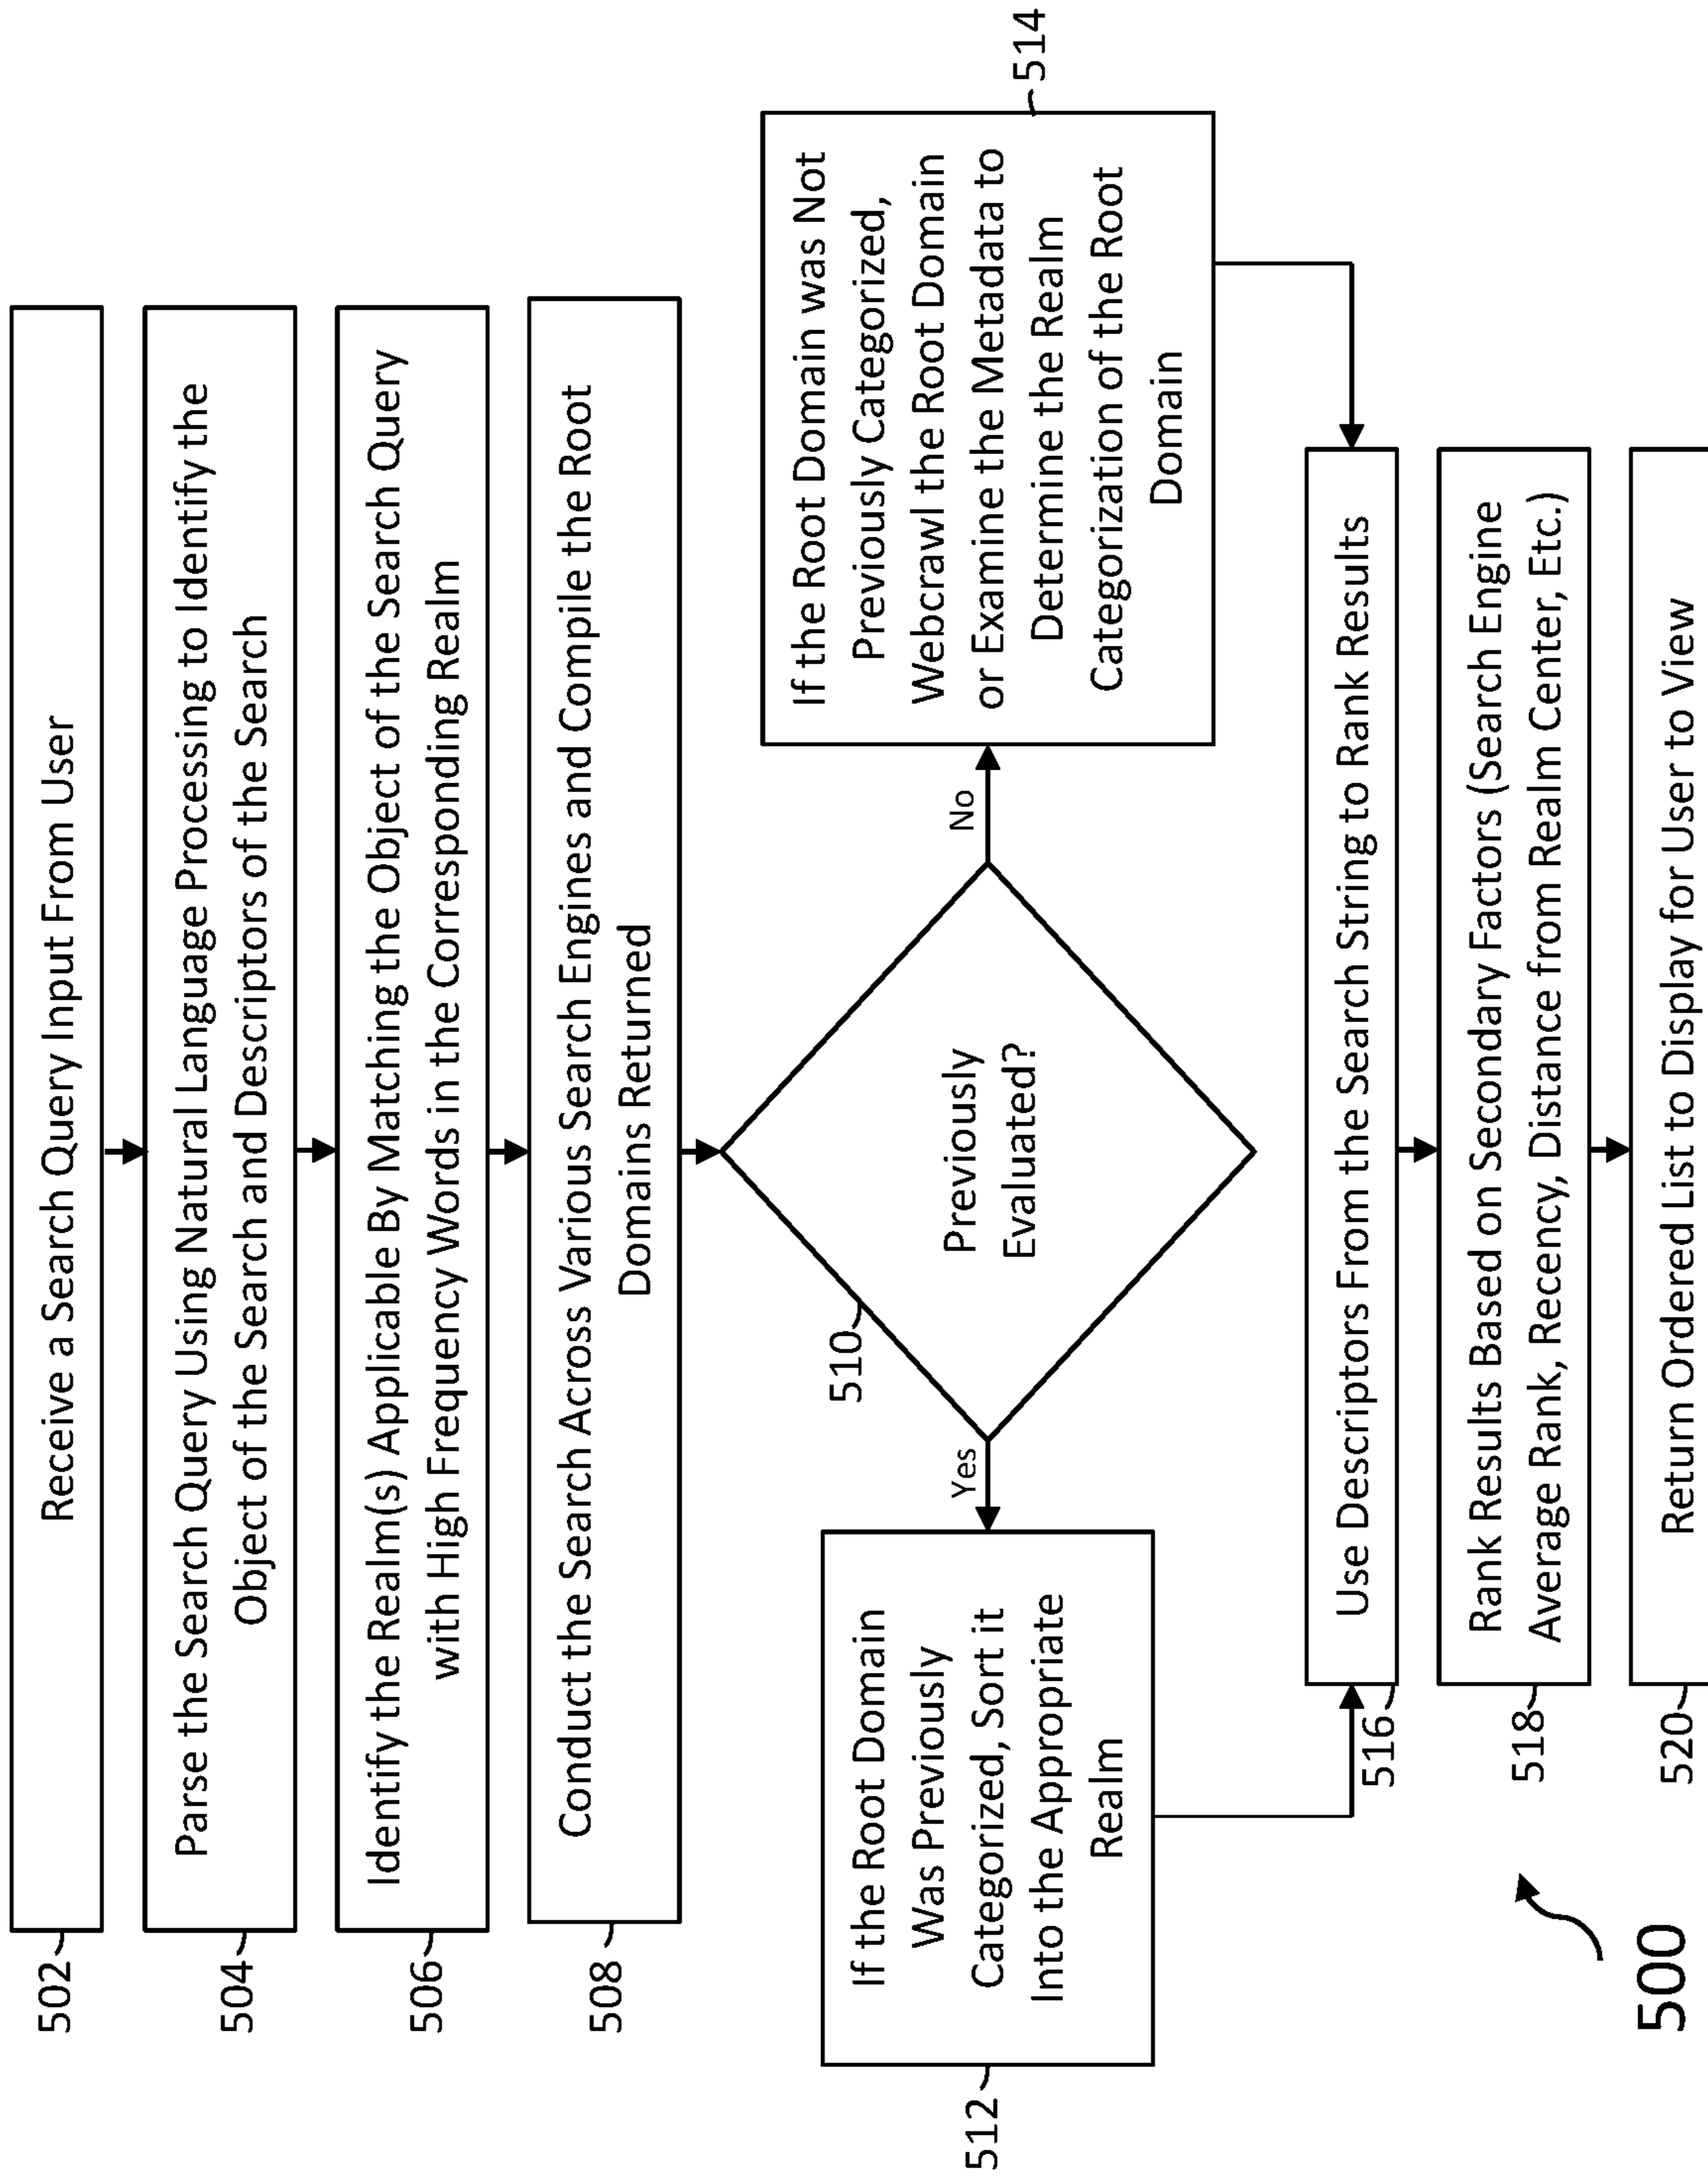 502
Receive a Search Query Input From User
504
Parse the Search Query Using Natural Language Processing to Identify the
Object of the Search and Descriptors of the Search
506
Identify the Realm(s) Applicable By Matching the Object of the Search Query
with High Frequency Words in the Corresponding Realm
508
Conduct the Search Across Various Search Engines and Compile the Root
Domains Returned
510
Previously
Evaluated?
Yes
No
512
If the Root Domain
Was Previously
Categorized, Sort it
Into the Appropriate
Realm
514
If the Root Domain was Not
Previously Categorized,
Webcrawl the Root Domain
or Examine the Metadata to
Determine the Realm
Categorization of the Root
Domain
516
Use Descriptors From the Search String to Rank Results
518
Rank Results Based on Secondary Factors (Search Engine
Average Rank, Recency, Distance from Realm Center, Etc.)
520
Return Ordered List to Display for User to View
500